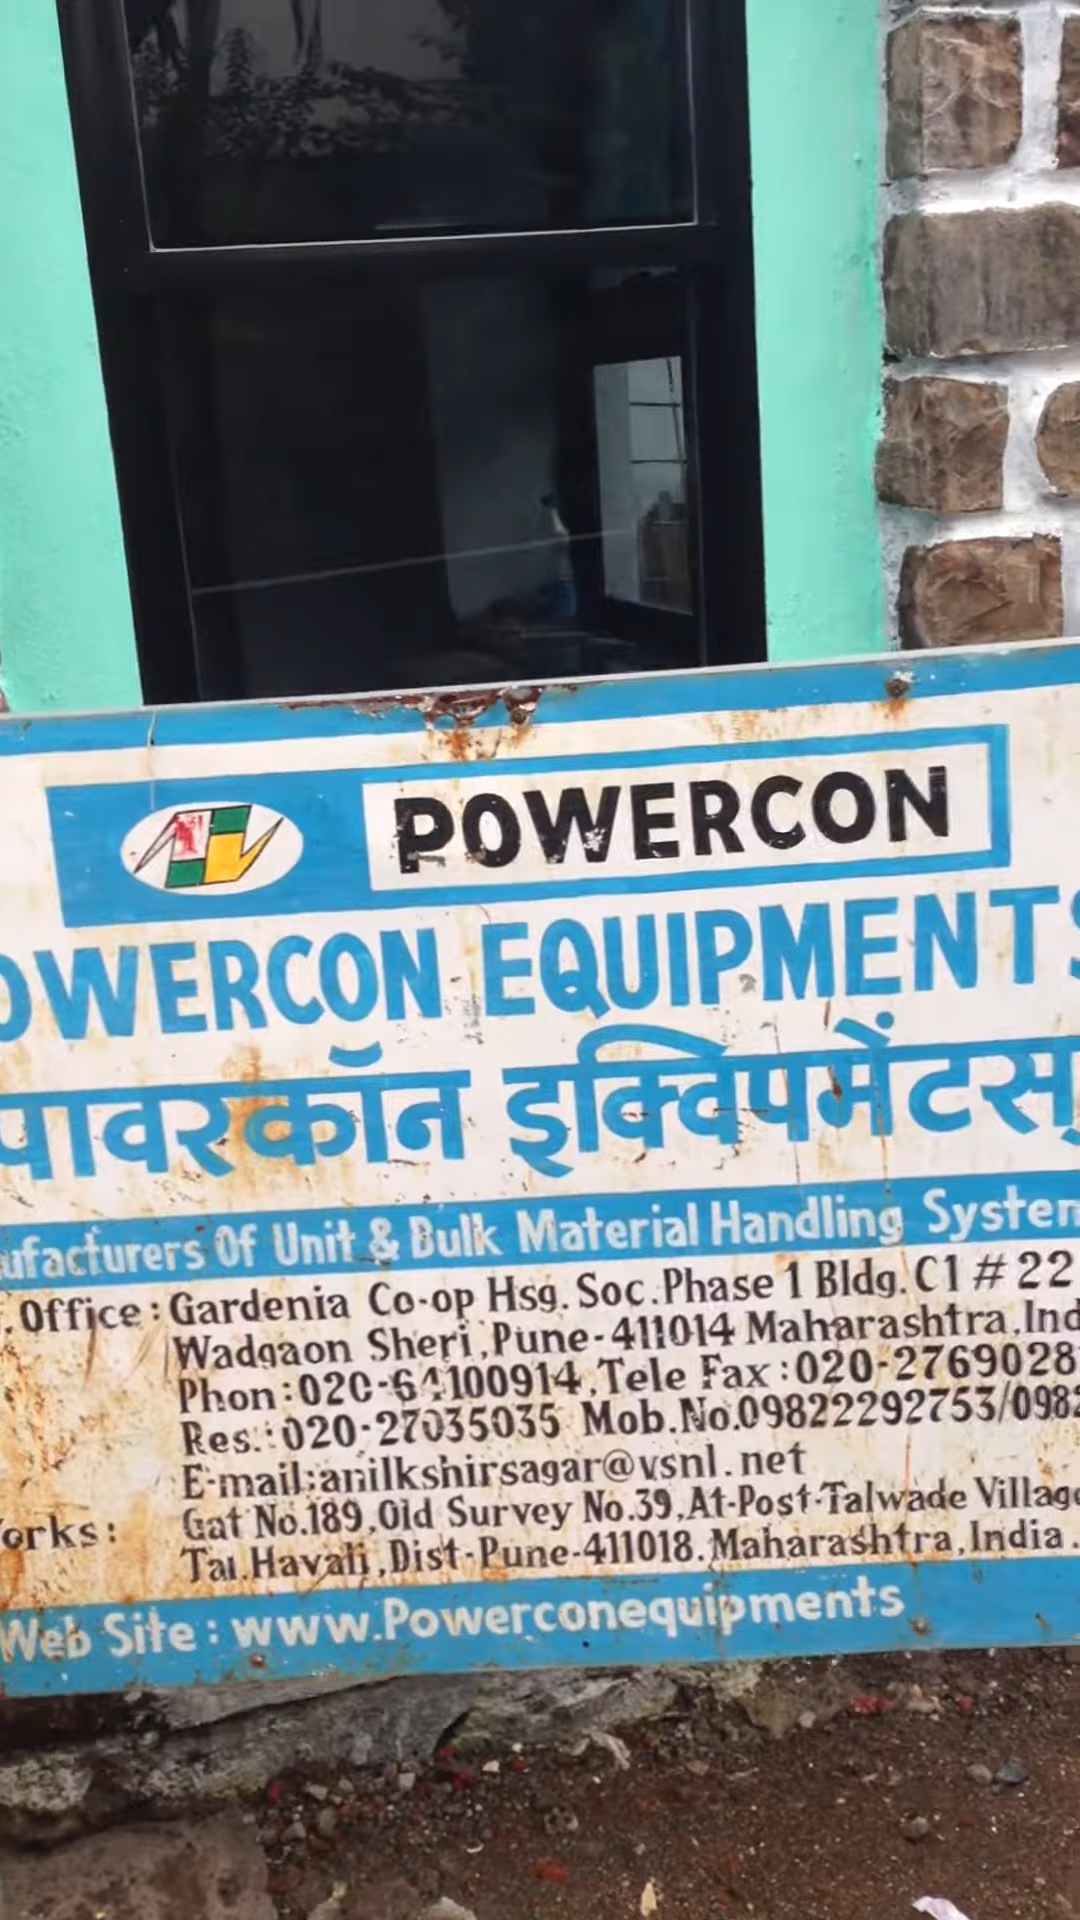 POWERCON
OWERCON EQUIPMENTS
पावरकॉन इक्विपमेंटस्
ufacturers Of Unit & Bulk Material Handling System
. Office : Gardenia Co-op Hsg. Soc. Phase 1 Bldg. C1 # 22
Wadgaon Sheri, Pune-411014 Maharashtra, Ind
Phon : 020-64100914, Tele Fax : 020-2769028
Res. : 020-27035035 Mob. No. 09822292753/0982
E-mail: anilkshirsagar@vsnl.net
orks : Gat No. 189, Old Survey No. 39, At-Post-Talwade Village
Tal. Haveli, Dist-Pune-411018. Maharashtra, India.
Web Site : www.Powerconequipments